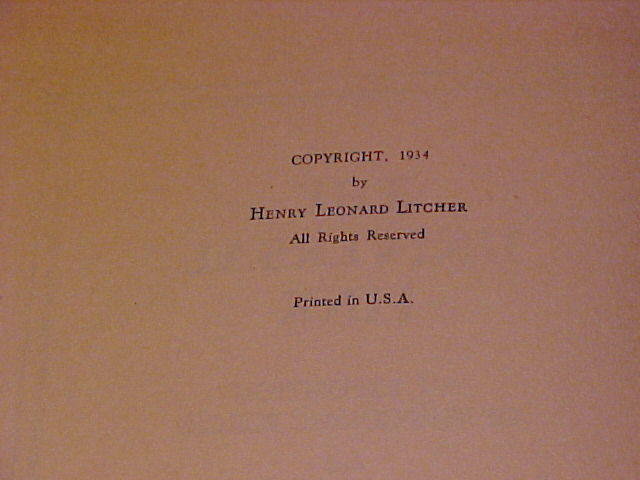 COPYRIGHT, 1934
by
HENRY LEONARD LITCHER
All Rights Reserved
Printed in U.S.A.